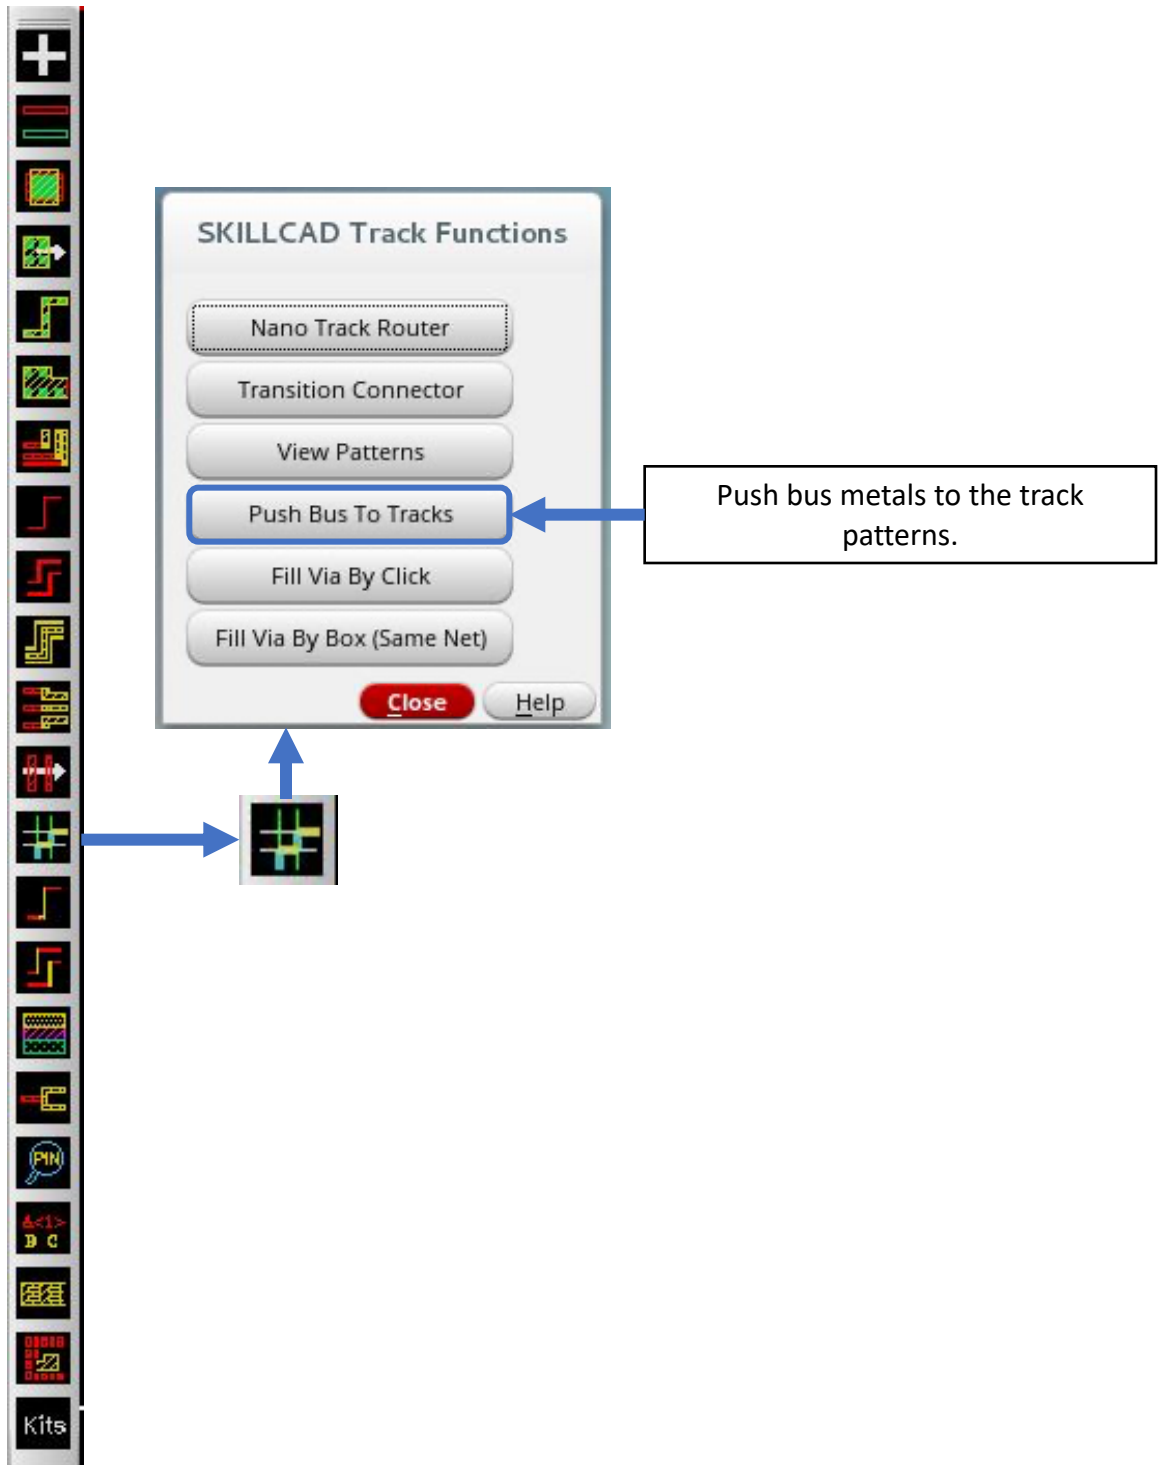 SKILLCAD Track Functions
Nano Track Router
Transition Connector
View Patterns
Push Bus To Tracks
Push bus metals to the track
patterns.
Fill Via By Click
Fill Via By Box (Same Net)
Close
Help
PIN
A<1>
B C
Kits